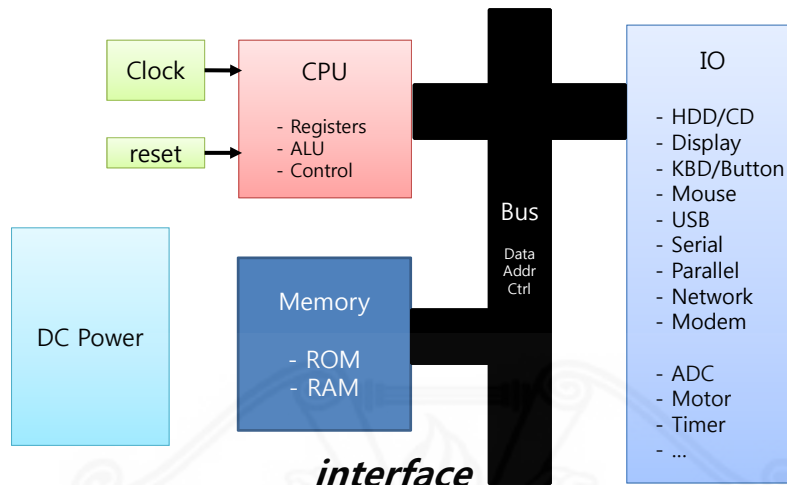 Clock
reset
CPU
- Registers
- ALU
- Control
DC Power
Memory
- ROM
- RAM
Bus
Data
Addr
Ctrl
IO
- HDD/CD
- Display
- KBD/Button
- Mouse
- USB
- Serial
- Parallel
- Network
- Modem
- ADC
- Motor
- Timer
- ...
interface